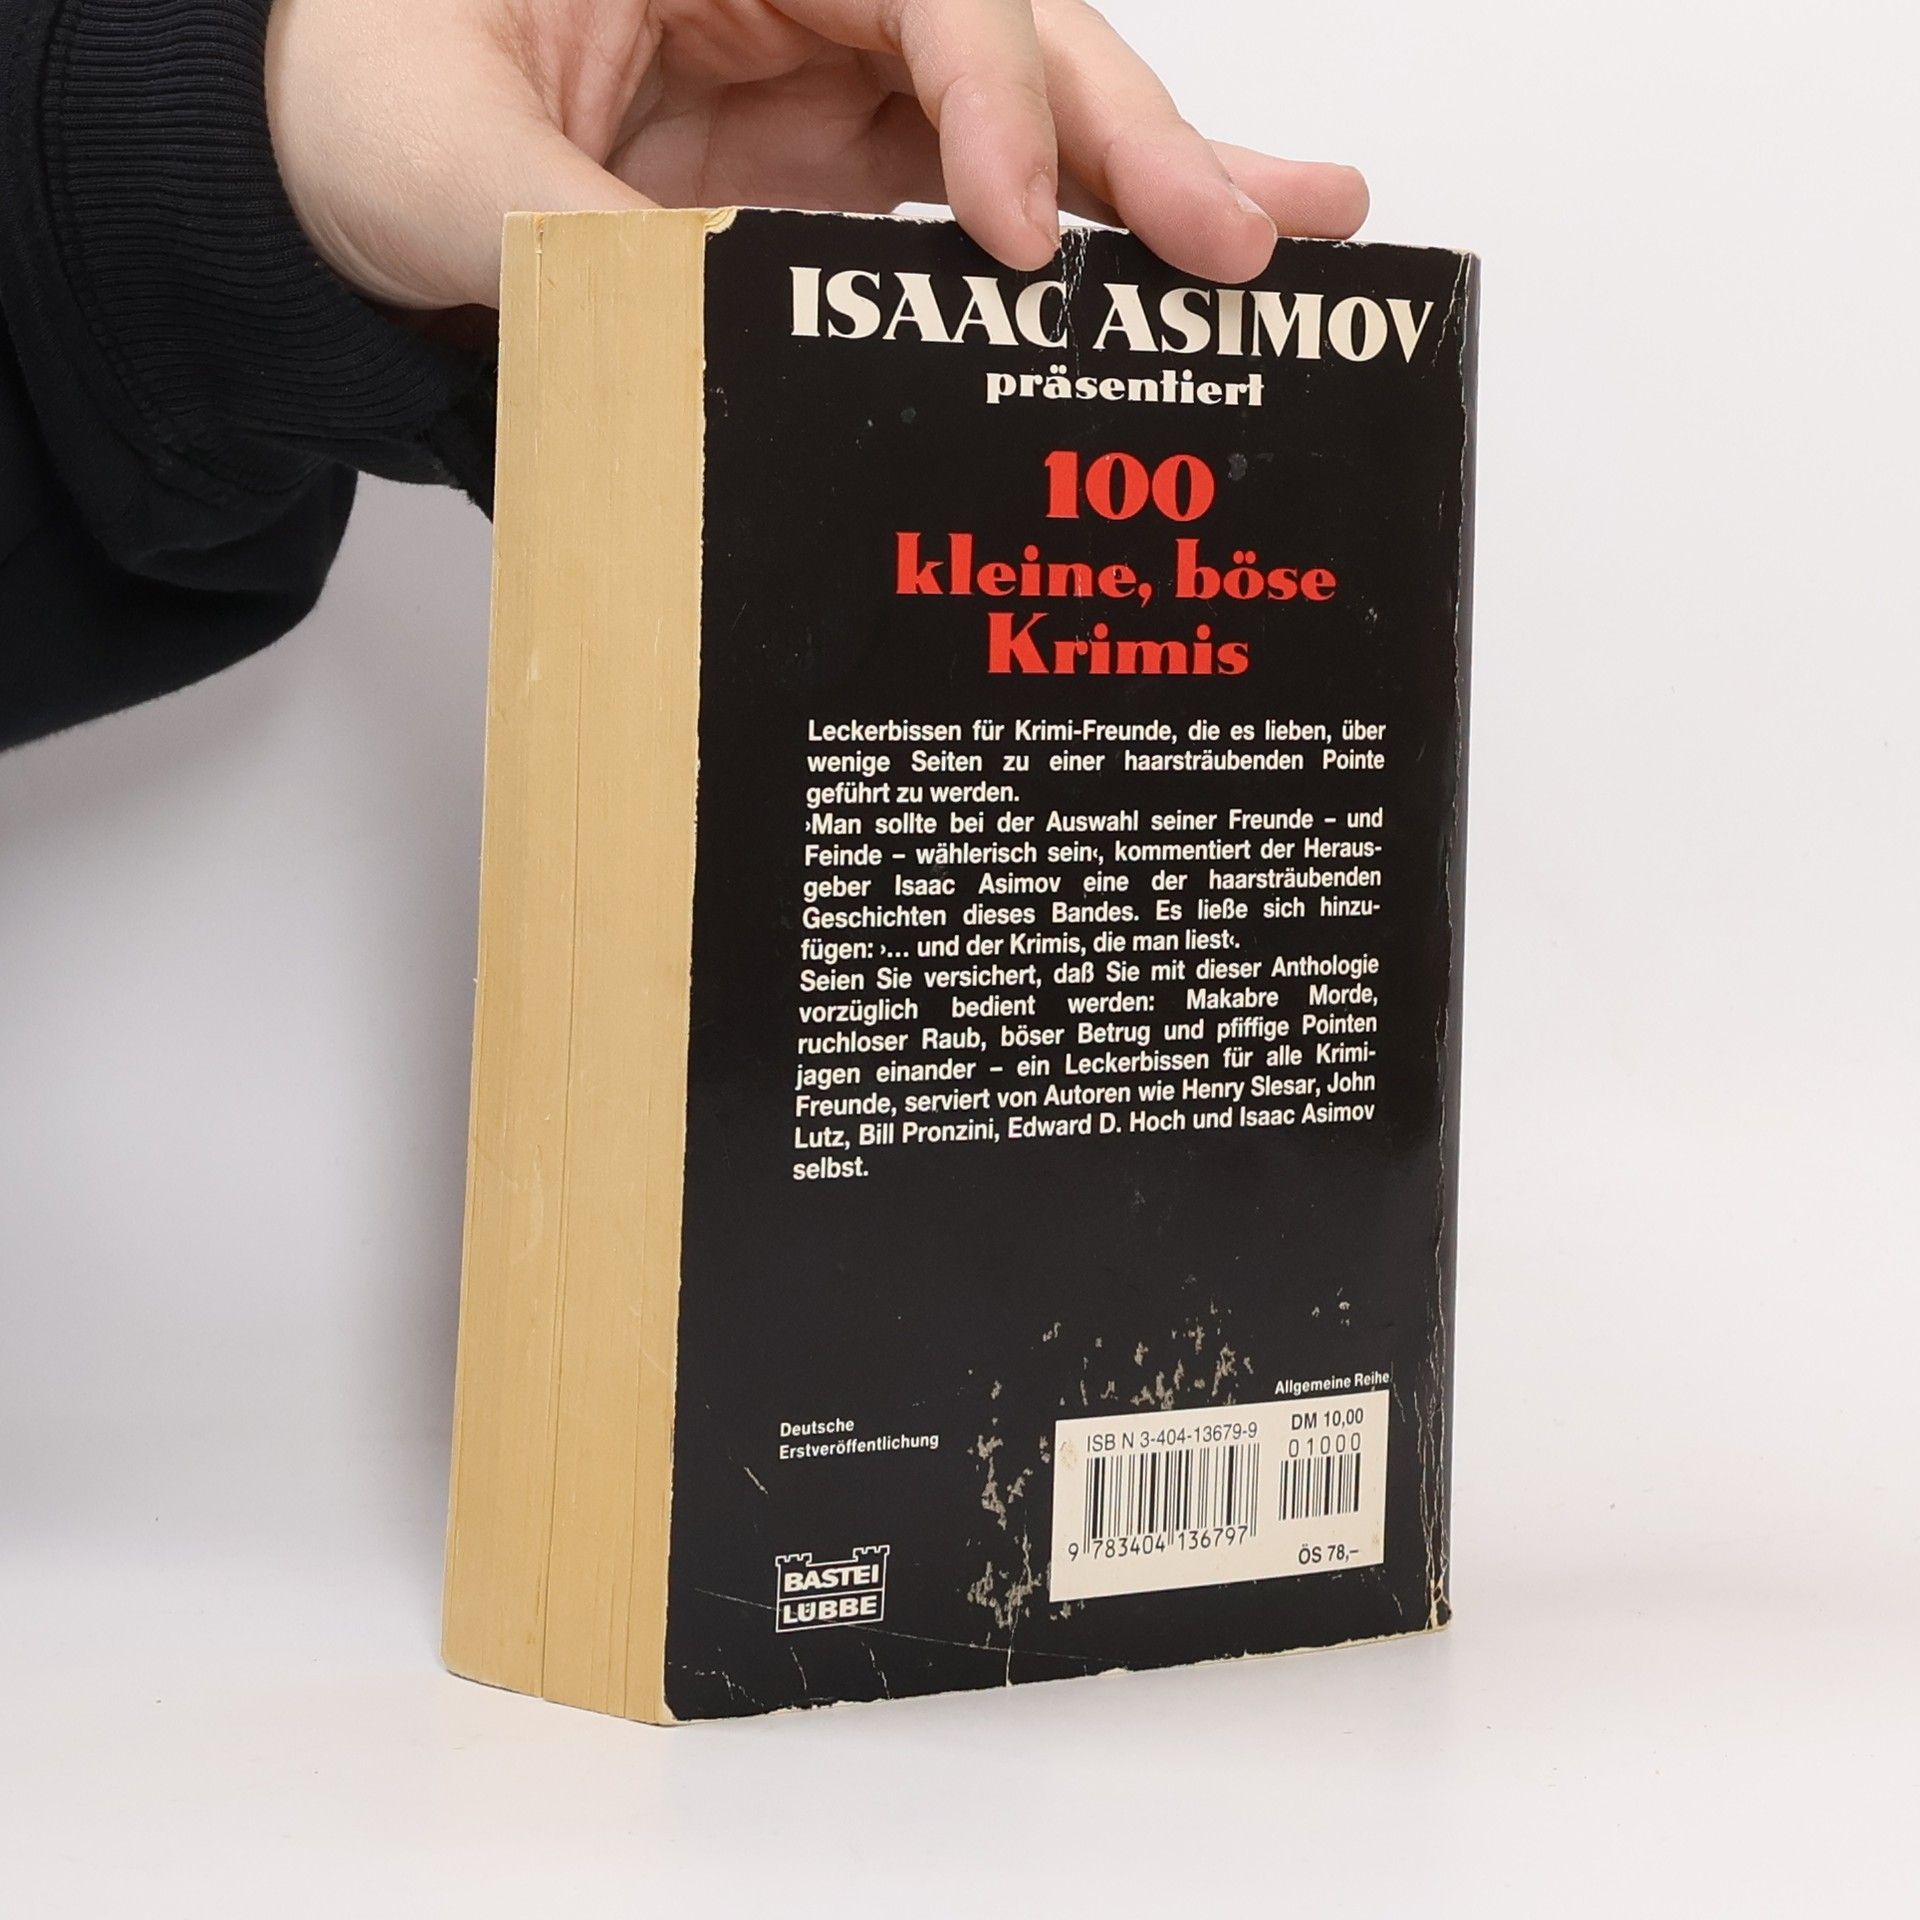 ISAAC ASIMOV
präsentiert
100
kleine, böse
Krimis
Leckerbissen für Krimi-Freunde, die es lieben, über
wenige Seiten zu einer haarsträubenden Pointe
geführt zu werden.
›Man sollte bei der Auswahl seiner Freunde – und
Feinde – wählerisch sein‹, kommentiert der Heraus-
geber Isaac Asimov eine der haarsträubenden
Geschichten dieses Bandes. Es ließe sich hinzu-
fügen: ›... und der Krimis, die man liest‹.
Seien Sie versichert, daß Sie mit dieser Anthologie
vorzüglich bedient werden: Makabre Morde,
ruchloser Raub, böser Betrug und pfiffige Pointen
jagen einander – ein Leckerbissen für alle Krimi-
Freunde, serviert von Autoren wie Henry Slesar, John
Lutz, Bill Pronzini, Edward D. Hoch und Isaac Asimov
selbst.
Allgemeine Reihe
Deutsche
Erstveröffentlichung
ISBN 3-404-13679-9
DM 10,00
01000
9 783404 136797
ÖS 78,–
BASTEI
LÜBBE